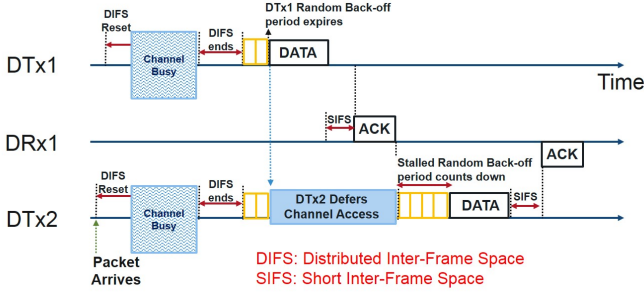 DIFS
Reset
DIFS
ends
DTx1 Random Back-off
period expires
Channel
Busy
DATA
DTx1
Time
SIFS
ACK
DRx1
ACK
Stalled Random Back-off
period counts down
DIFS
Reset
DIFS
ends
Channel
Busy
DTx2 Defers
Channel Access
DATA
SIFS
DTx2
Packet
Arrives
DIFS: Distributed Inter-Frame Space
SIFS: Short Inter-Frame Space